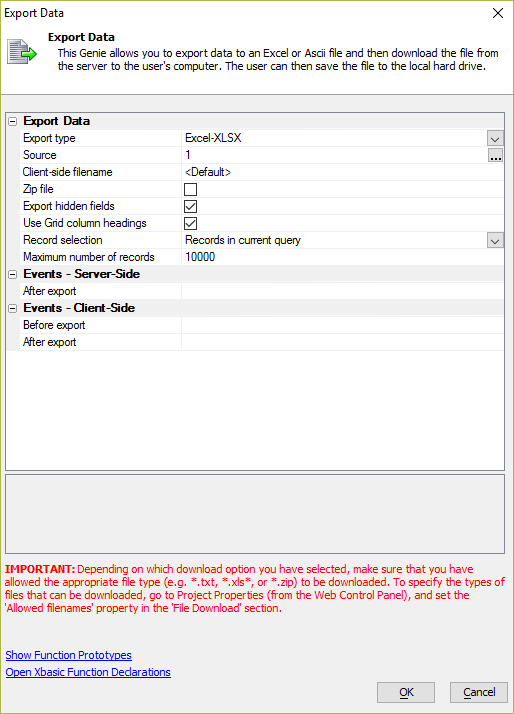 Export Data
Export Data
This Genie allows you to export data to an Excel or Ascii file and then download the file from
the server to the user's computer. The user can then save the file to the local hard drive.
Export Data
Export type Excel-XLSX
Source 1 ...
Client-side filename <Default>
Zip file
Export hidden fields
Use Grid column headings
Record selection Records in current query
Maximum number of records 10000
Events - Server-Side
After export
Events - Client-Side
Before export
After export
IMPORTANT: Depending on which download option you have selected, make sure that you have
allowed the appropriate file type (e.g. *.txt, *.xls*, or *.zip) to be downloaded. To specify the types of
files that can be downloaded, go to Project Properties (from the Web Control Panel), and set the
'Allowed filenames' property in the 'File Download' section.
Show Function Prototypes
Open Xbasic Function Declarations
OK Cancel